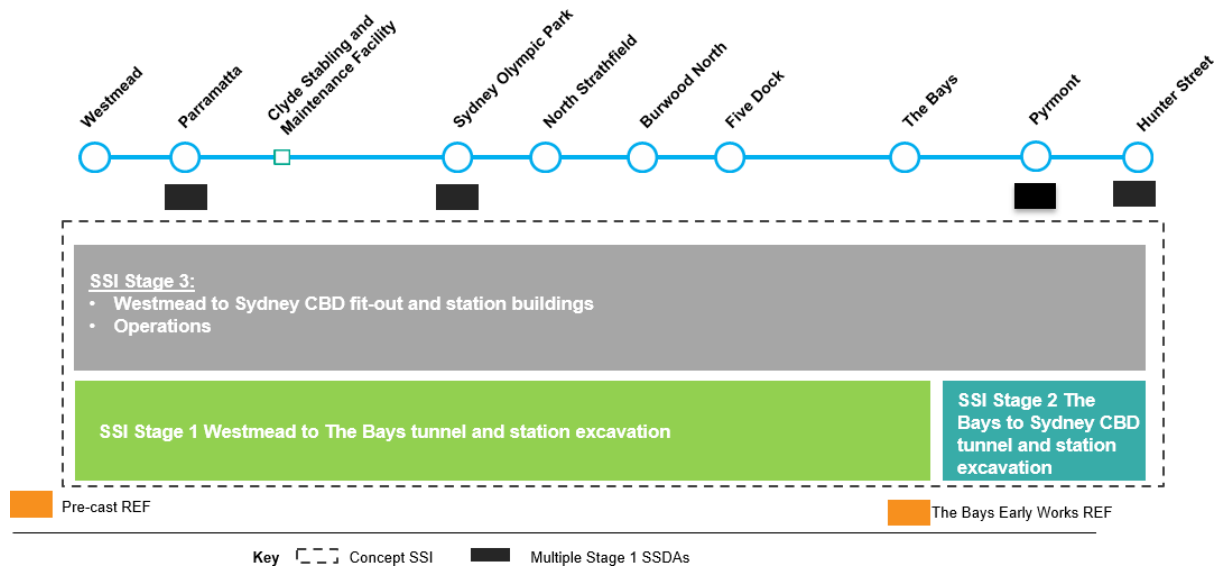 Westmead
Parramatta
Clyde Stabling and
Maintenance Facility
Sydney Olympic Park
North Strathfield
Burwood North
Five Dock
The Bays
Pyrmont
Hunter Street
SSI Stage 3:
• Westmead to Sydney CBD fit-out and station buildings
• Operations
SSI Stage 1 Westmead to The Bays tunnel and station excavation
SSI Stage 2 The
Bays to Sydney CBD
tunnel and station
excavation
Pre-cast REF
The Bays Early Works REF
Key Concept SSI Multiple Stage 1 SSDAs